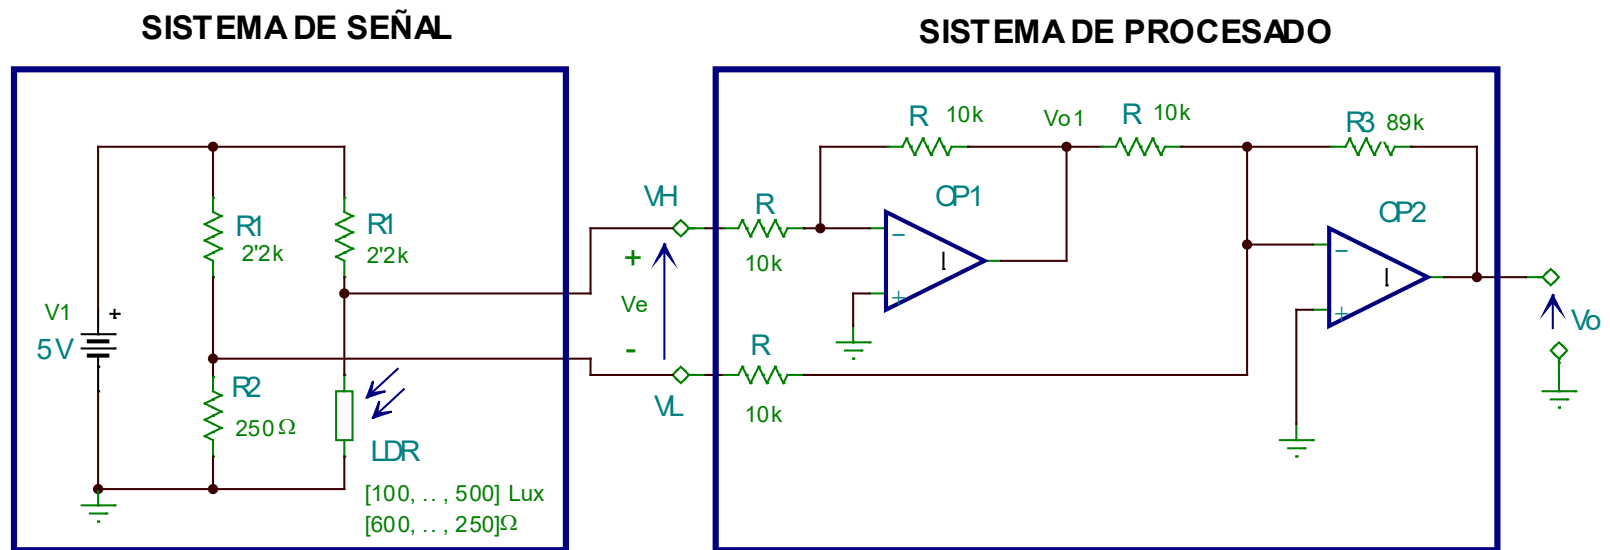 SISTEMA DE SEÑAL
SISTEMA DE PROCESADO
R 10k
Vo1
R 10k
R3 89k
R1
2'2k
R1
2'2k
VH
R
10k
OP1
OP2
−
+
−
+
V1
+
5V
+
Ve
-
Vo
R2
250Ω
VL
R
10k
LDR
[100, .. , 500] Lux
[600, .. , 250]Ω